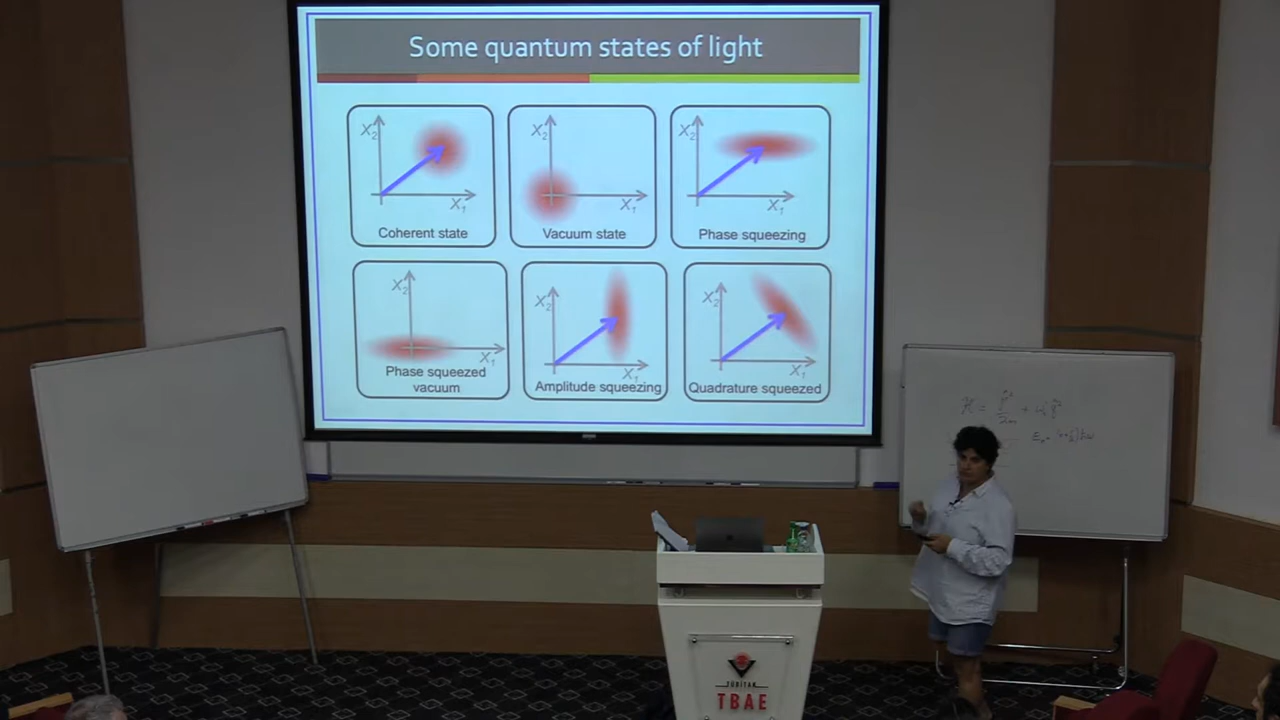 Some quantum states of light
X₂
X₁
Coherent state
X₂
X₁
Vacuum state
X₂
X₁
Phase squeezing
X₂
X₁
Phase squeezed
vacuum
X₂
X₁
Amplitude squeezing
X₂
X₁
Quadrature squeezed
TÜBİTAK
TBAE